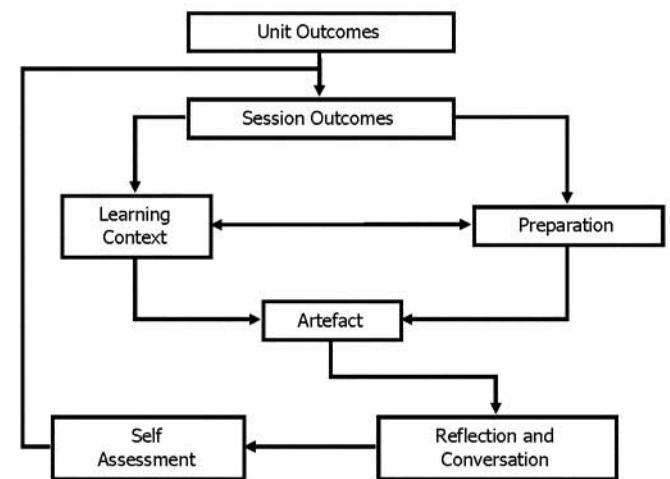 Unit Outcomes
Session Outcomes
Learning
Context
Preparation
Artefact
Self
Assessment
Reflection and
Conversation